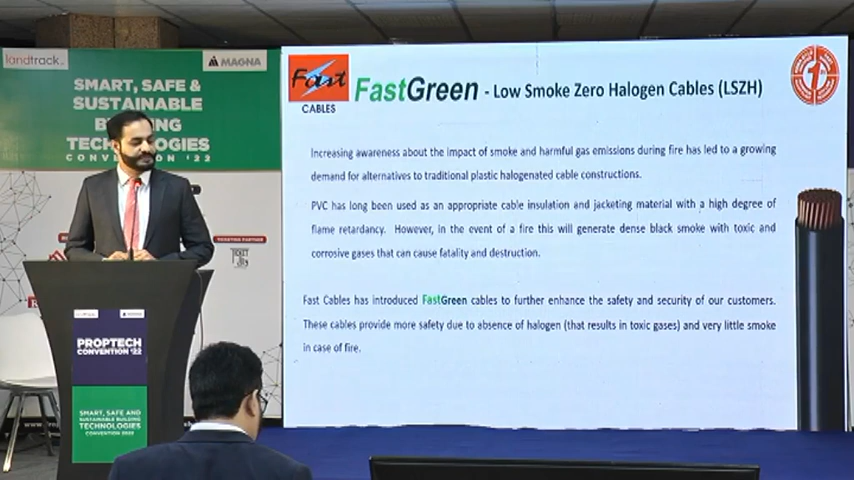 landtrack.
MAGNA
SMART, SAFE &
SUSTAINABLE
BUILDING
TECHNOLOGIES
CONVENTION '22
TICKETING PARTNER
PROPTECH
CONVENTION '22
SMART, SAFE AND
SUSTAINABLE BUILDING
TECHNOLOGIES
CONVENTION 2022
Fast
CABLES
FastGreen - Low Smoke Zero Halogen Cables (LSZH)
Increasing awareness about the impact of smoke and harmful gas emissions during fire has led to a growing
demand for alternatives to traditional plastic halogenated cable constructions.
PVC has long been used as an appropriate cable insulation and jacketing material with a high degree of
flame retardancy. However, in the event of a fire this will generate dense black smoke with toxic and
corrosive gases that can cause fatality and destruction.
Fast Cables has introduced FastGreen cables to further enhance the safety and security of our customers.
These cables provide more safety due to absence of halogen (that results in toxic gases) and very little smoke
in case of fire.